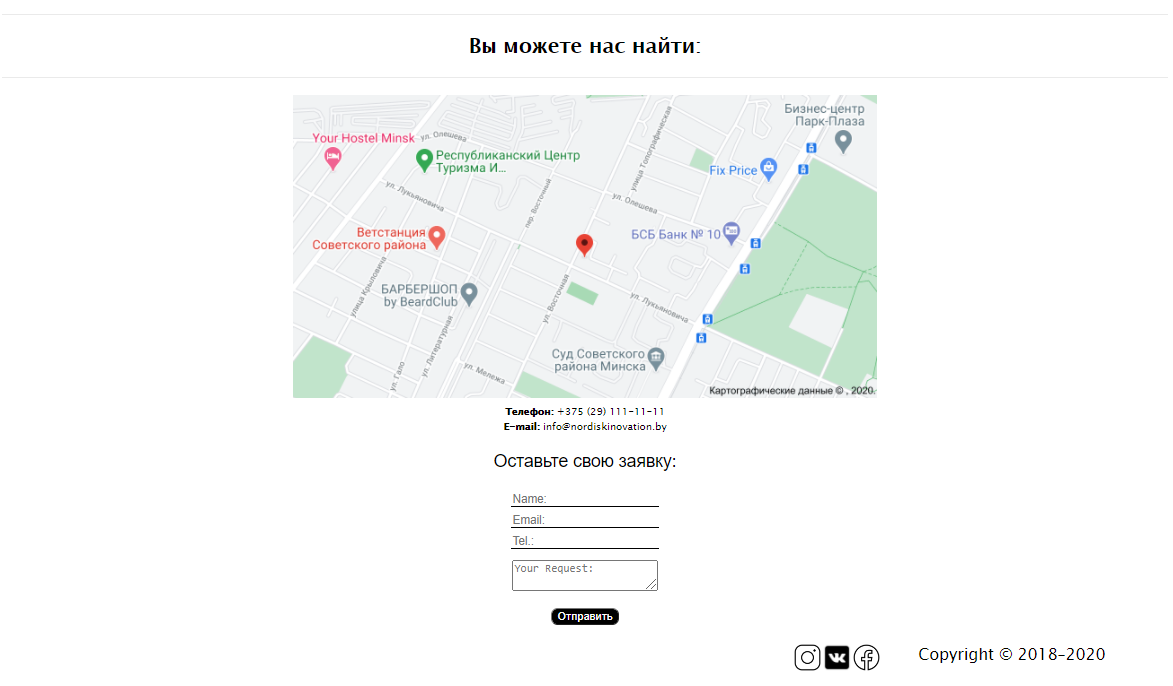 Вы можете нас найти:
Бизнес-центр
Парк-Плаза
Your Hostel Minsk
ул. Олешева
Республиканский Центр
Туризма И...
улица Топографическая
Fix Price
ул. Лукьяновича
пер. Восточный
ул. Олешева
Ветстанция
Советского района
БСБ Банк № 10
улица Крыловича
БАРБЕРШОП
by BeardClub
ул. Восточная
ул. Лукьяновича
ул. Литературная
Суд Советского
района Минска
ул. Гало
ул. Мележа
Картографические данные © , 2020
Телефон: +375 (29) 111-11-11
E-mail: info@nordiskinovation.by
Оставьте свою заявку:
Name:
Email:
Tel.:
Your Request:
Отправить
Copyright © 2018-2020